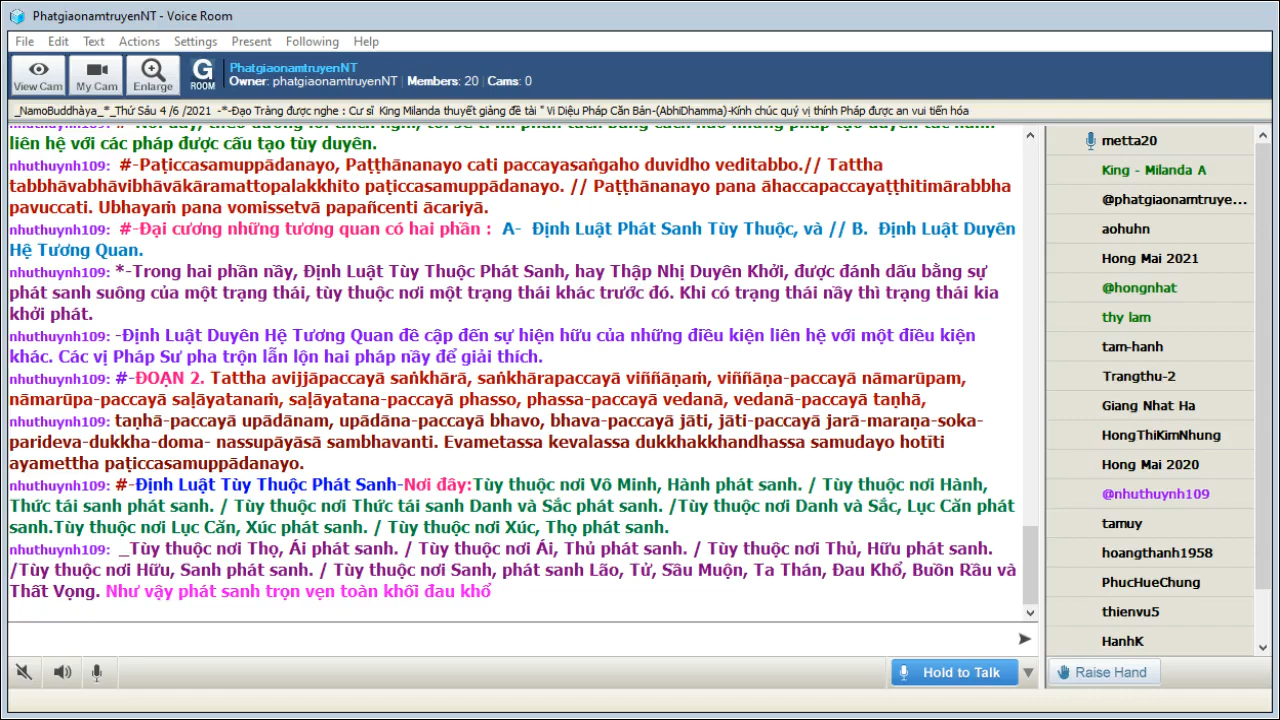 PhatgiaonamtruyenNT - Voice Room
File Edit Text Actions Settings Present Following Help
View Cam My Cam Enlarge G ROOM
PhatgiaonamtruyenNT
Owner: phatgiaonamtruyenNT | Members: 20 | Cams: 0
_NamoBuddhàya_*_Thứ Sáu 4 /6 /2021 -*-Đạo Tràng được nghe : Cư sĩ King Milanda thuyết giảng đề tài " Vi Diệu Pháp Căn Bản-(AbhiDhamma)-Kính chúc quý vị thính Pháp được an vui tiến hóa
liên hệ với các pháp được cấu tạo tùy duyên.
nhuthuynh109: #-Paṭiccasamuppādanayo, Paṭṭhānanayo cati paccayasaṅgaho duvidho veditabbo.// Tattha
tabbhāvabhāvibhāvākāramattopalakkhito paṭiccasamuppādanayo. // Paṭṭhānanayo pana āhaccapaccayaṭṭhitimārabbha
pavuccati. Ubhayaṁ pana vomissetvā papañcenti ācariyā.
nhuthuynh109: #-Đại cương những tương quan có hai phần : A- Định Luật Phát Sanh Tùy Thuộc, và // B. Định Luật Duyên
Hệ Tương Quan.
nhuthuynh109: *-Trong hai phần nầy, Định Luật Tùy Thuộc Phát Sanh, hay Thập Nhị Duyên Khởi, được đánh dấu bằng sự
phát sanh suông của một trạng thái, tùy thuộc nơi một trạng thái khác trước đó. Khi có trạng thái nầy thì trạng thái kia
khởi phát.
nhuthuynh109: -Định Luật Duyên Hệ Tương Quan đề cập đến sự hiện hữu của những điều kiện liên hệ với một điều kiện
khác. Các vị Pháp Sư pha trộn lẫn lộn hai pháp nầy để giải thích.
nhuthuynh109: #-ĐOẠN 2. Tattha avijjāpaccayā saṅkhārā, saṅkhārapaccayā viññāṇaṁ, viññāṇa-paccayā nāmarūpam,
nāmarūpa-paccayā saḷāyatanaṁ, saḷāyatana-paccayā phasso, phassa-paccayā vedanā, vedanā-paccayā taṇhā,
nhuthuynh109: taṇhā-paccayā upādānam, upādāna-paccayā bhavo, bhava-paccayā jāti, jāti-paccayā jarā-maraṇa-soka-
parideva-dukkha-doma- nassupāyāsā sambhavanti. Evametassa kevalassa dukkhakkhandhassa samudayo hotīti
ayamettha paṭiccasamuppādanayo.
nhuthuynh109: #-Định Luật Tùy Thuộc Phát Sanh-Nơi đây:Tùy thuộc nơi Vô Minh, Hành phát sanh. / Tùy thuộc nơi Hành,
Thức tái sanh phát sanh. / Tùy thuộc nơi Thức tái sanh Danh và Sắc phát sanh. /Tùy thuộc nơi Danh và Sắc, Lục Căn phát
sanh.Tùy thuộc nơi Lục Căn, Xúc phát sanh. / Tùy thuộc nơi Xúc, Thọ phát sanh.
nhuthuynh109: _Tùy thuộc nơi Thọ, Ái phát sanh. / Tùy thuộc nơi Ái, Thủ phát sanh. / Tùy thuộc nơi Thủ, Hữu phát sanh.
/Tùy thuộc nơi Hữu, Sanh phát sanh. / Tùy thuộc nơi Sanh, phát sanh Lão, Tử, Sầu Muộn, Ta Thán, Đau Khổ, Buồn Rầu và
Thất Vọng. Như vậy phát sanh trọn vẹn toàn khối đau khổ
metta20
King - Milanda A
@phatgiaonamtruye...
aohuhn
Hong Mai 2021
@hongnhat
thy lam
tam-hanh
Trangthu-2
Giang Nhat Ha
HongThiKimNhung
Hong Mai 2020
@nhuthuynh109
tamuy
hoangthanh1958
PhucHueChung
thienvu5
HanhK
Hold to Talk
Raise Hand